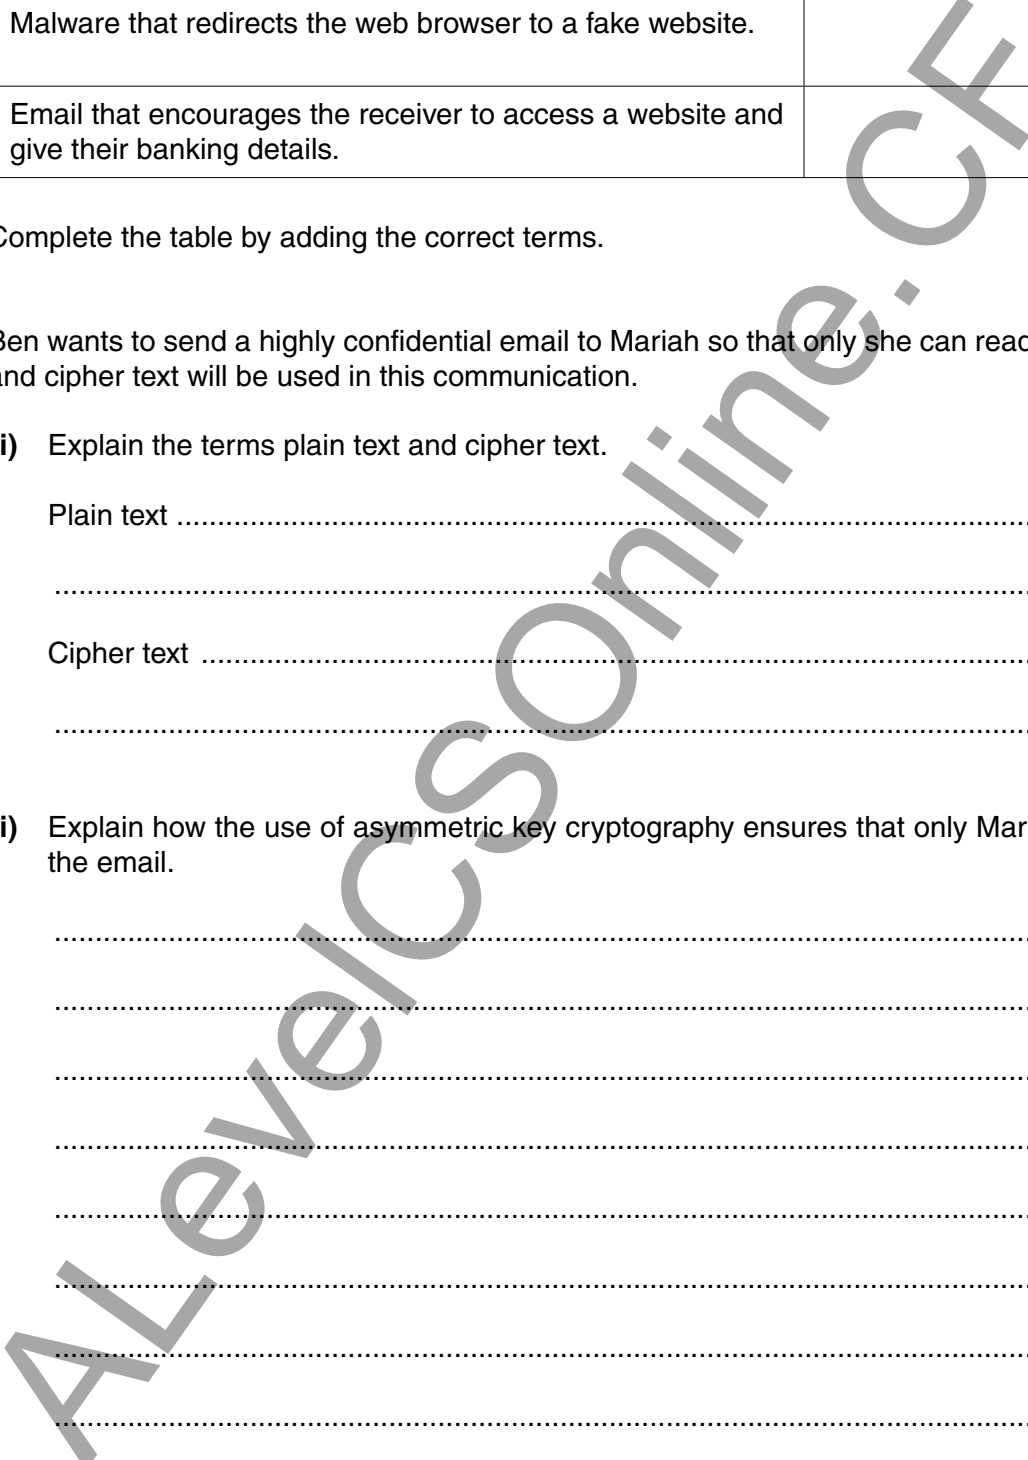 Malware that redirects the web browser to a fake website.
Email that encourages the receiver to access a website and
give their banking details.
Complete the table by adding the correct terms.
Ben wants to send a highly confidential email to Mariah so that only she can read
and cipher text will be used in this communication.
i) Explain the terms plain text and cipher text.
Plain text ..........................................................................................................
..........................................................................................................................
Cipher text .......................................................................................................
..........................................................................................................................
i) Explain how the use of asymmetric key cryptography ensures that only Mar
the email.
..........................................................................................................................
..........................................................................................................................
..........................................................................................................................
..........................................................................................................................
..........................................................................................................................
..........................................................................................................................
..........................................................................................................................
..........................................................................................................................
ALevelCSOnline.CF